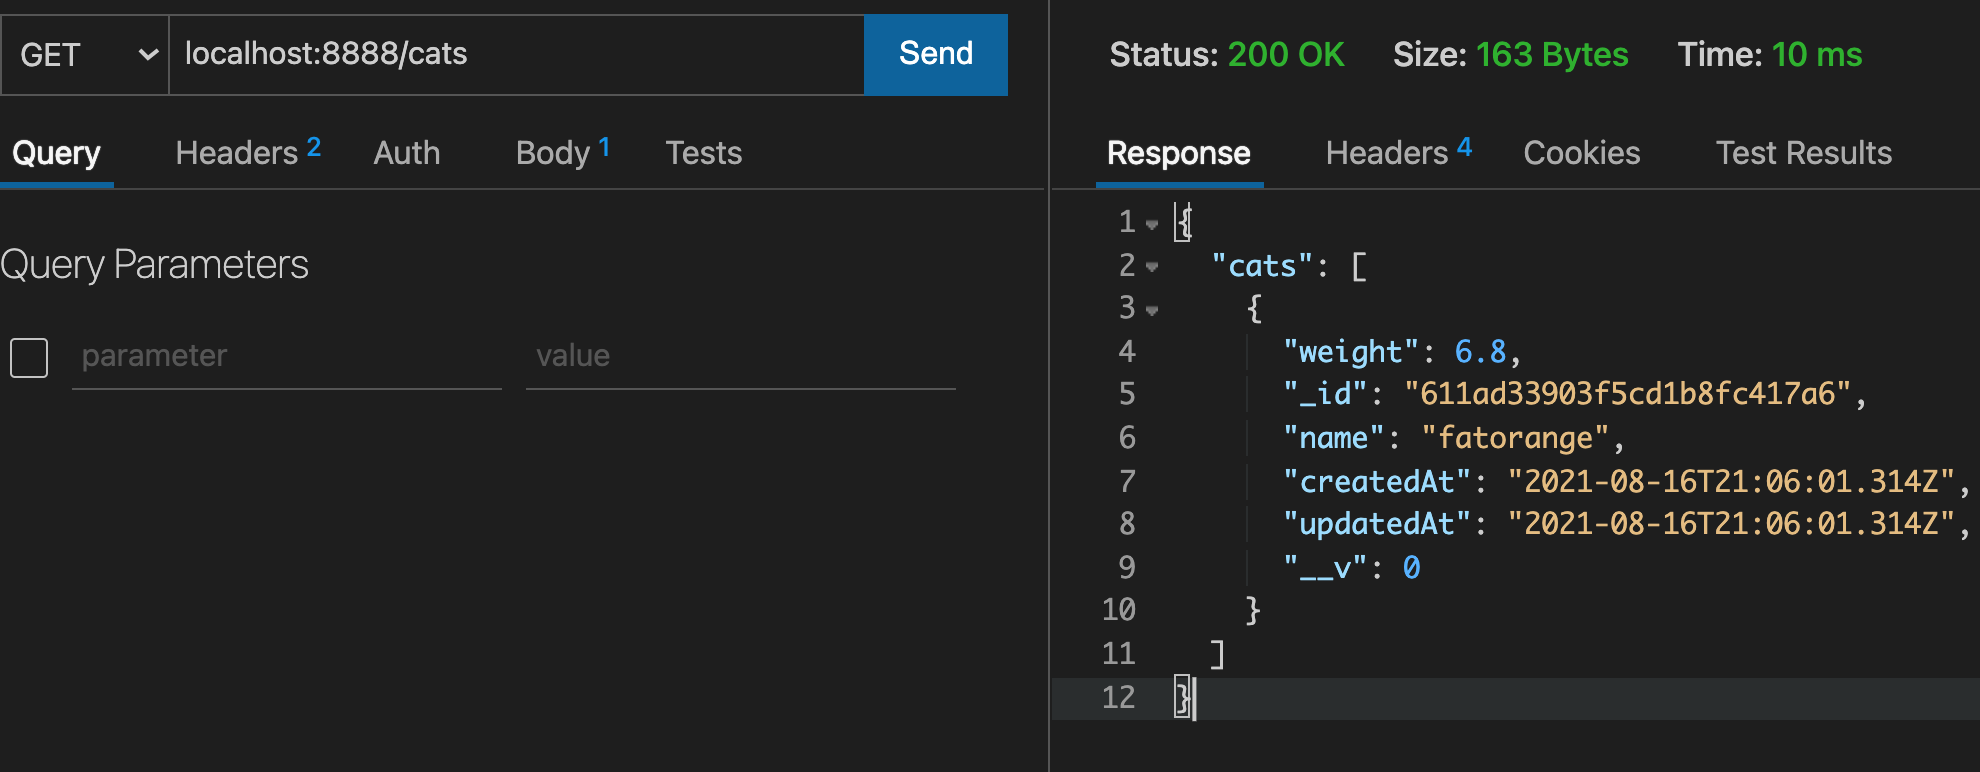 GET localhost:8888/cats Send
Query Headers 2 Auth Body 1 Tests
Query Parameters
parameter value
Status: 200 OK Size: 163 Bytes Time: 10 ms
Response Headers 4 Cookies Test Results
1 {
2 "cats": [
3 {
4 "weight": 6.8,
5 "_id": "611ad33903f5cd1b8fc417a6",
6 "name": "fatorange",
7 "createdAt": "2021-08-16T21:06:01.314Z",
8 "updatedAt": "2021-08-16T21:06:01.314Z",
9 "__v": 0
10 }
11 ]
12 }